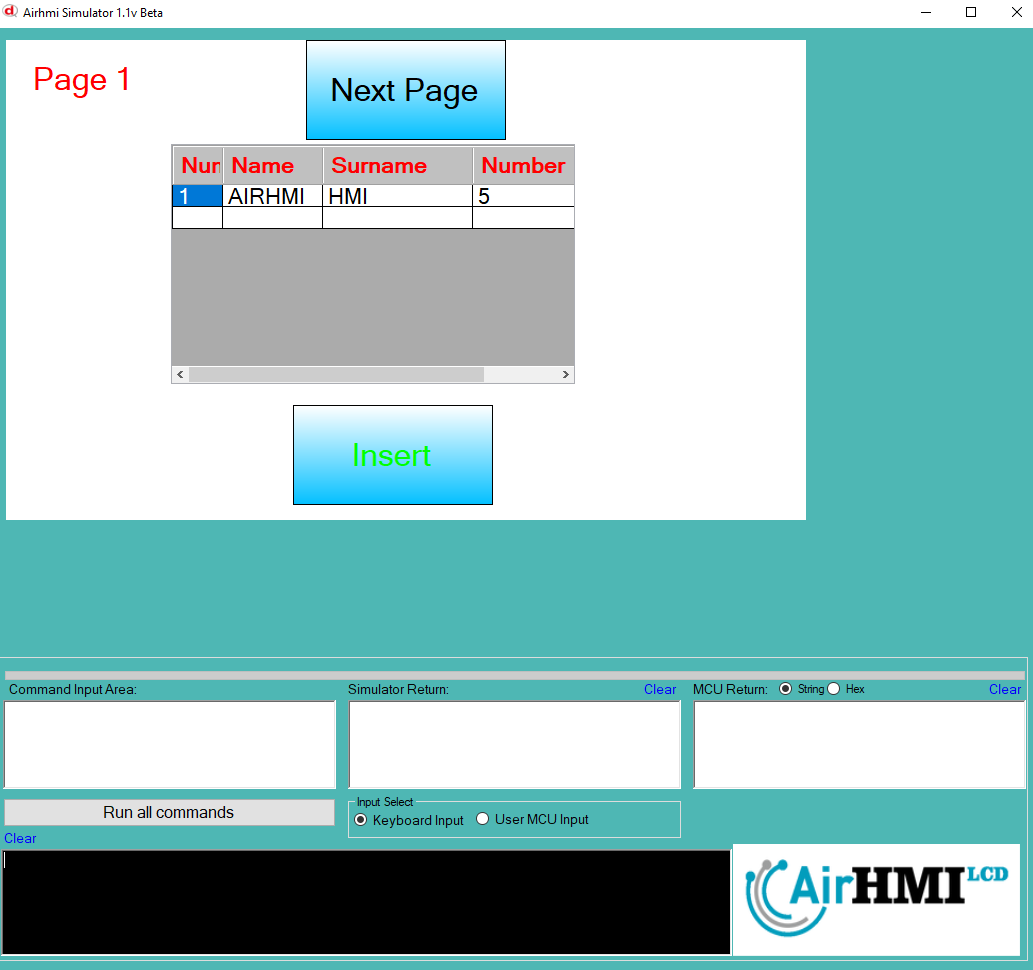 Airhmi Simulator 1.1v Beta
Page 1
Next Page
Nur Name Surname Number
1 AIRHMI HMI 5
Insert
Command Input Area:
Simulator Return: Clear
MCU Return: String Hex Clear
Run all commands
Input Select
Keyboard Input User MCU Input
Clear
AirHMI LCD